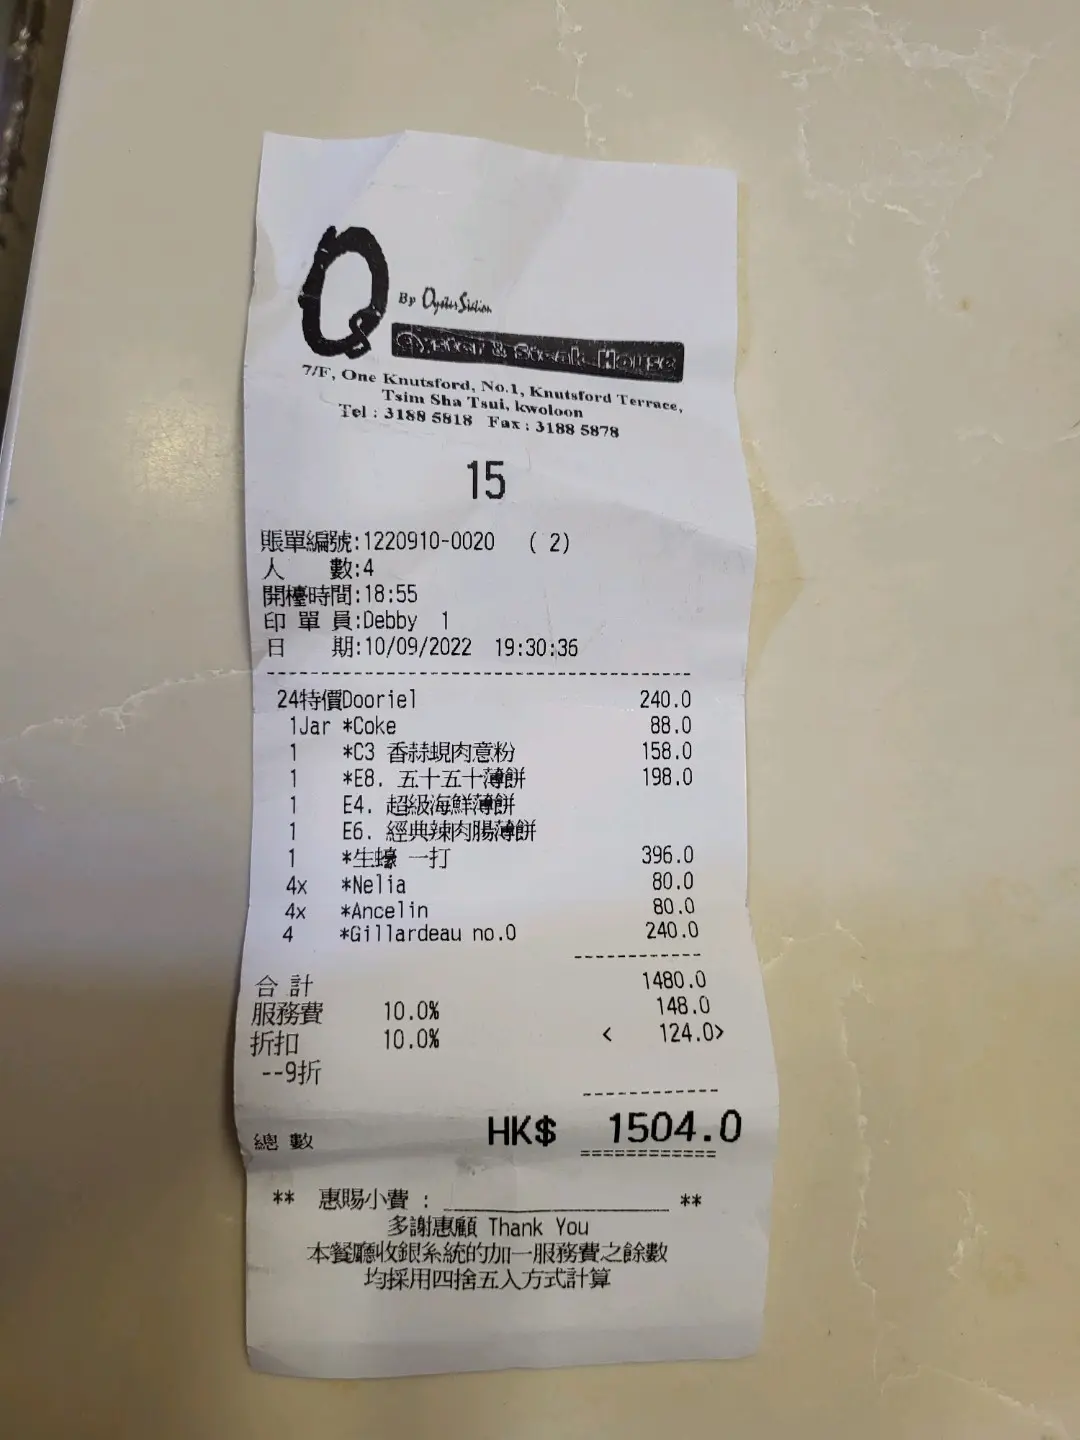 Q By Oyster Station
Oyster & Steak House
7/F, One Knutsford, No.1, Knutsford Terrace,
Tsim Sha Tsui, kwoloon
Tel : 3188 5818 Fax : 3188 5878
15
賬單編號:1220910-0020 ( 2)
人 數:4
開檯時間:18:55
印 單 員:Debby 1
日 期:10/09/2022 19:30:36
24特價Dooriel 240.0
1Jar *Coke 88.0
1 *C3 香蒜蜆肉意粉 158.0
1 *E8. 五十五十薄餅 198.0
1 E4. 超級海鮮薄餅
1 E6. 經典辣肉腸薄餅
1 *生蠔 一打 396.0
4x *Nelia 80.0
4x *Ancelin 80.0
4 *Gillardeau no.0 240.0
合 計 1480.0
服務費 10.0% 148.0
折扣 10.0% < 124.0>
--9折
總 數 HK$ 1504.0
** 惠賜小費 : ____________________ **
多謝惠顧 Thank You
本餐廳收銀系統的加一服務費之餘數
均採用四捨五入方式計算